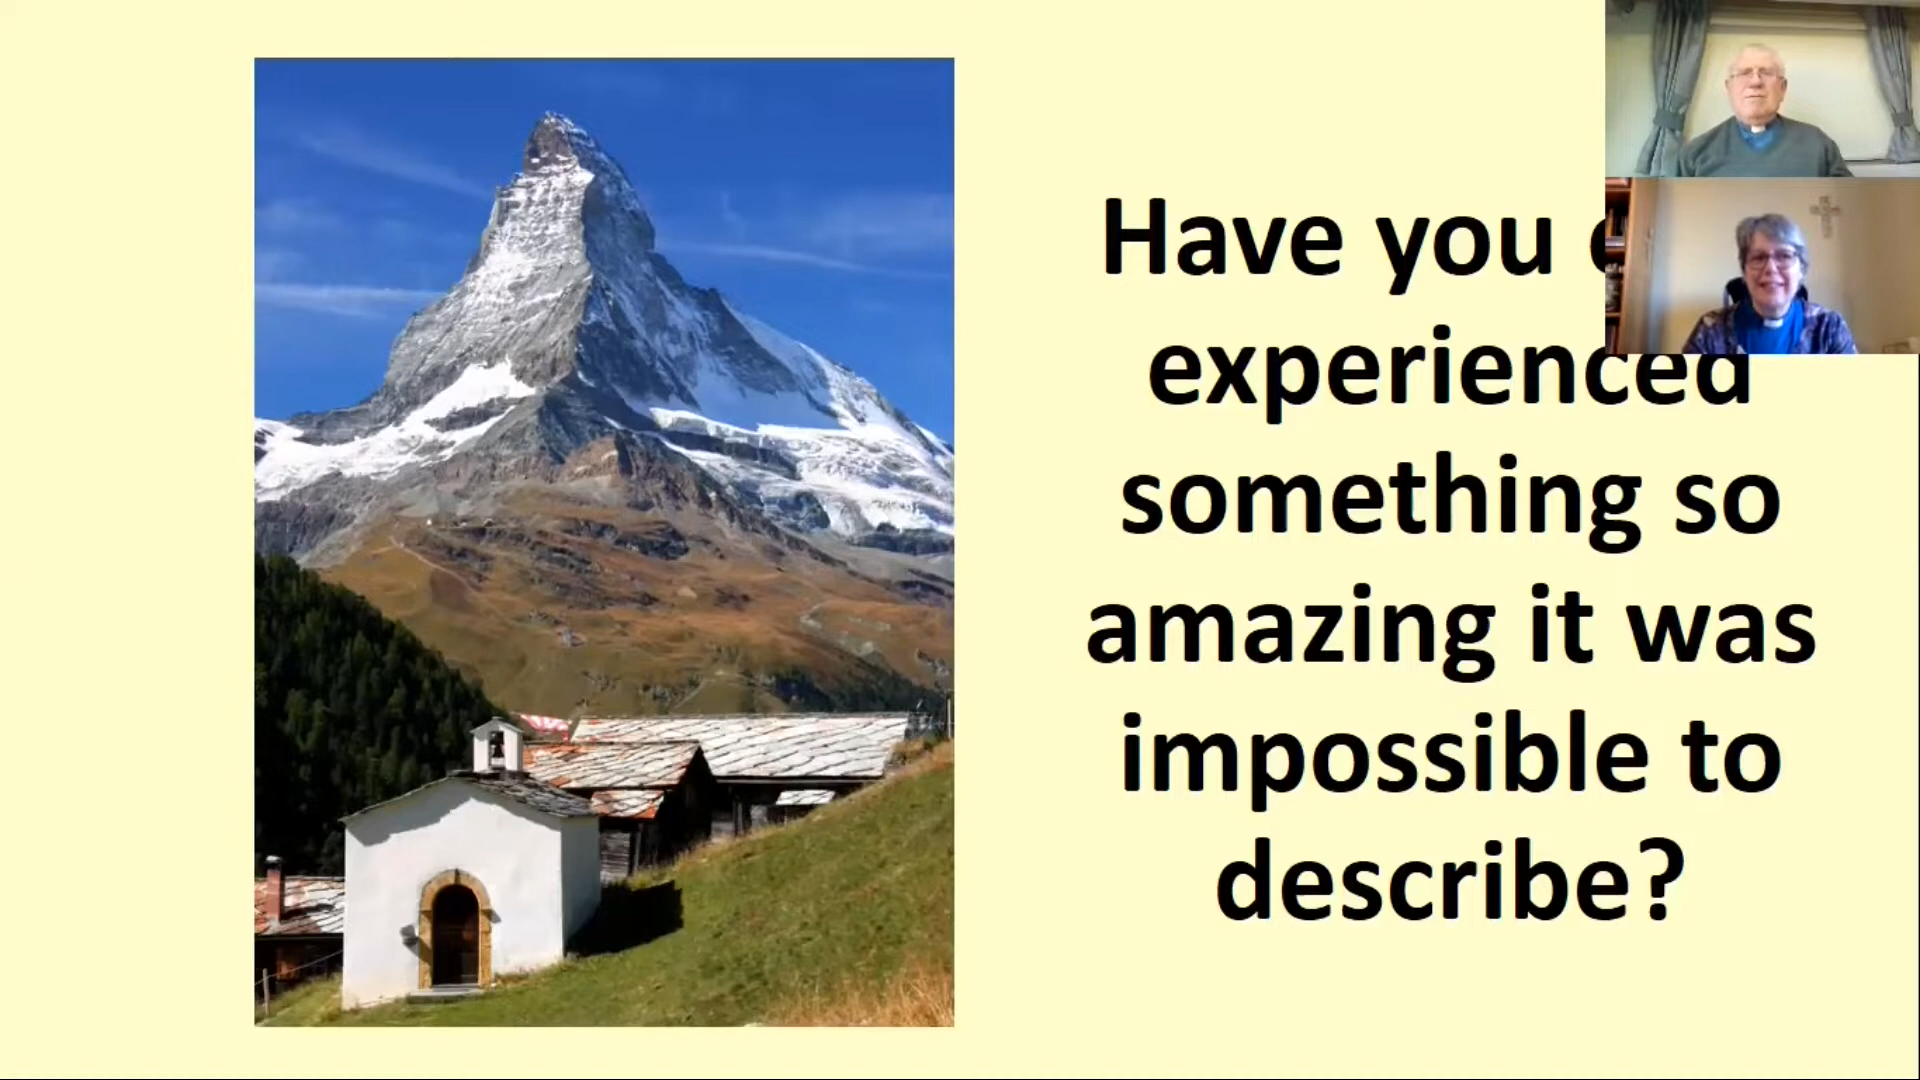 Have you
experienced
something so
amazing it was
impossible to
describe?